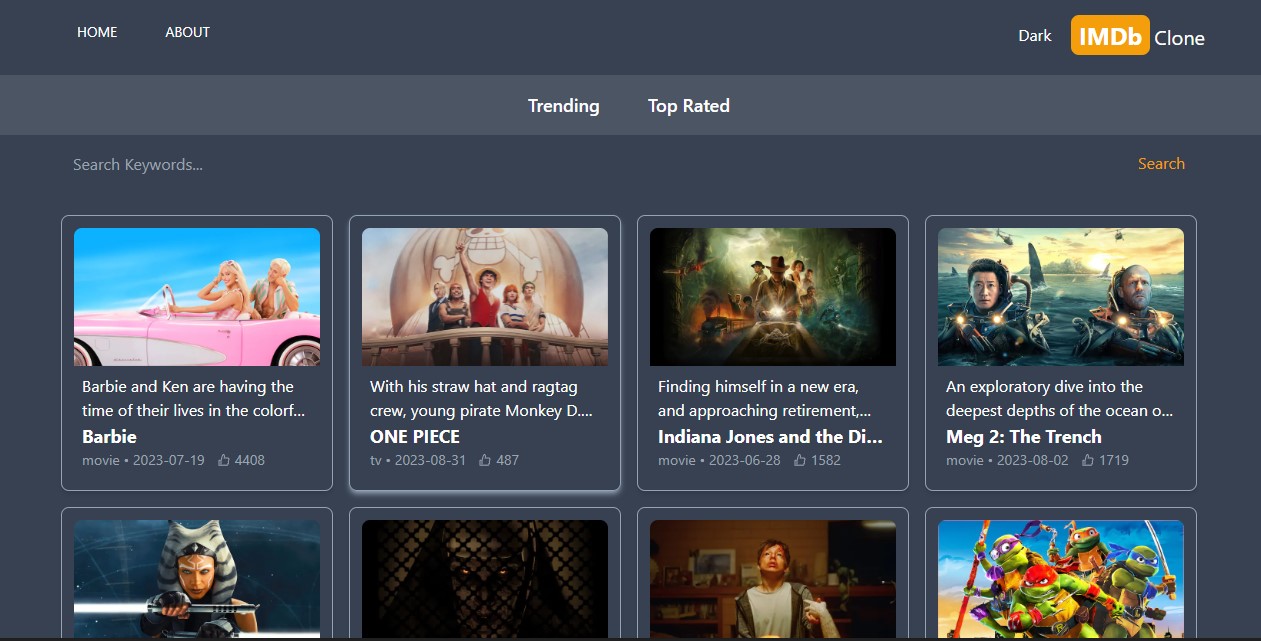 HOME ABOUT Dark IMDb Clone
Trending Top Rated
Search Keywords... Search
Barbie and Ken are having the
time of their lives in the colorf...
Barbie
movie • 2023-07-19 4408
With his straw hat and ragtag
crew, young pirate Monkey D....
ONE PIECE
tv • 2023-08-31 487
Finding himself in a new era,
and approaching retirement,...
Indiana Jones and the Di...
movie • 2023-06-28 1582
An exploratory dive into the
deepest depths of the ocean o...
Meg 2: The Trench
movie • 2023-08-02 1719